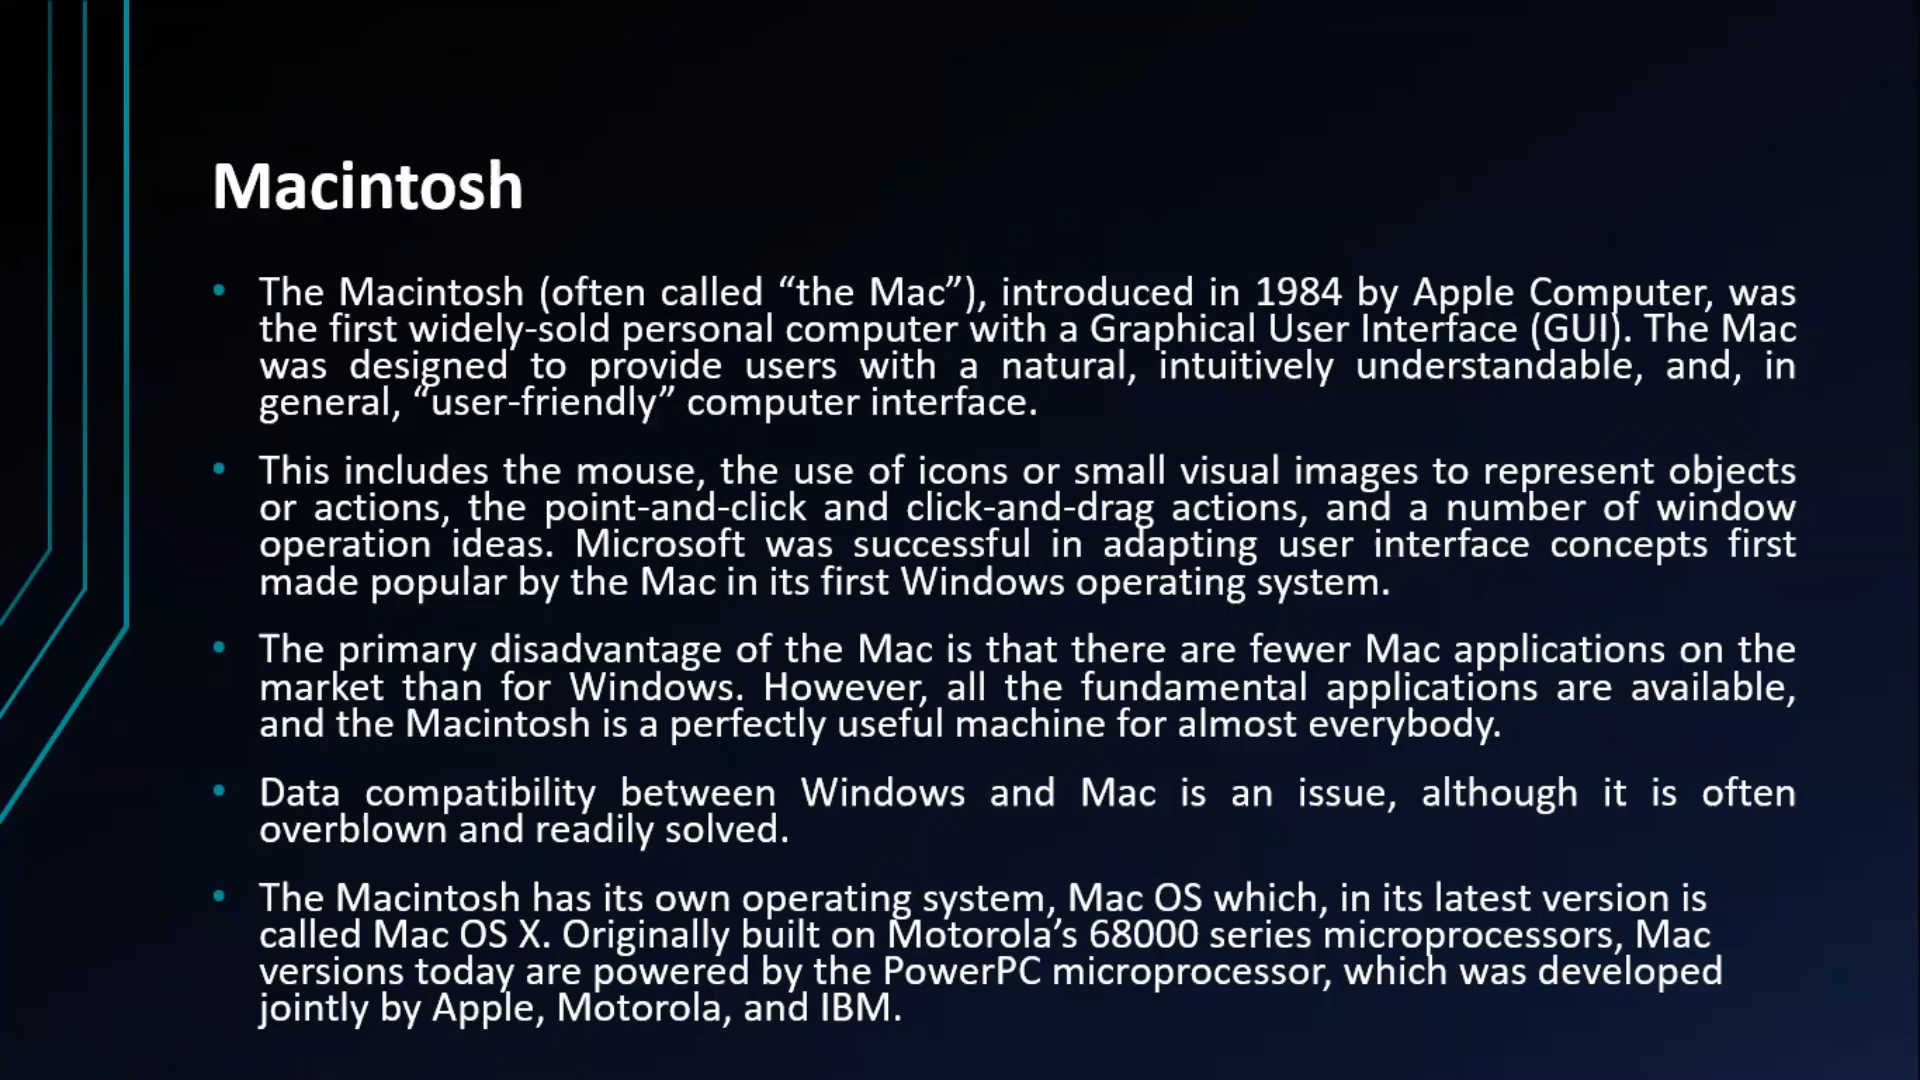 Macintosh
• The Macintosh (often called “the Mac”), introduced in 1984 by Apple Computer, was
the first widely-sold personal computer with a Graphical User Interface (GUI). The Mac
was designed to provide users with a natural, intuitively understandable, and, in
general, “user-friendly” computer interface.
• This includes the mouse, the use of icons or small visual images to represent objects
or actions, the point-and-click and click-and-drag actions, and a number of window
operation ideas. Microsoft was successful in adapting user interface concepts first
made popular by the Mac in its first Windows operating system.
• The primary disadvantage of the Mac is that there are fewer Mac applications on the
market than for Windows. However, all the fundamental applications are available,
and the Macintosh is a perfectly useful machine for almost everybody.
• Data compatibility between Windows and Mac is an issue, although it is often
overblown and readily solved.
• The Macintosh has its own operating system, Mac OS which, in its latest version is
called Mac OS X. Originally built on Motorola’s 68000 series microprocessors, Mac
versions today are powered by the PowerPC microprocessor, which was developed
jointly by Apple, Motorola, and IBM.